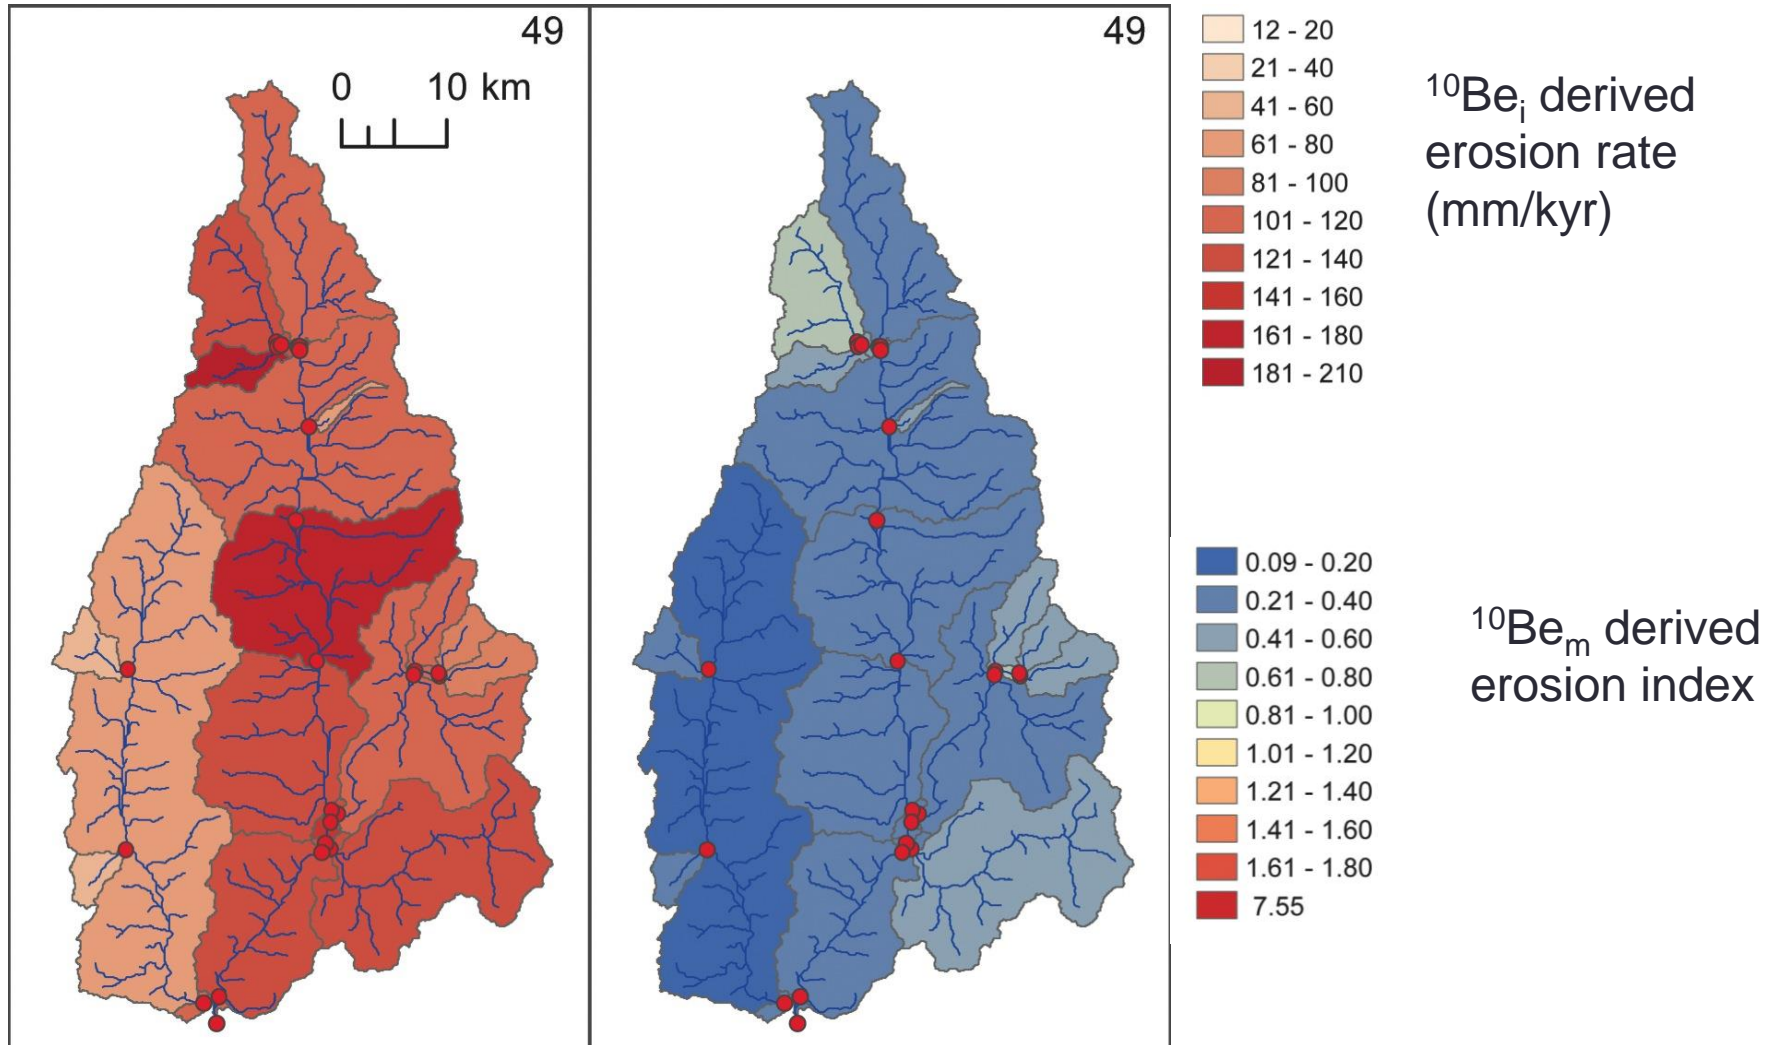 49
0 10 km
49
12 - 20
21 - 40
41 - 60
61 - 80
81 - 100
101 - 120
121 - 140
141 - 160
161 - 180
181 - 210
¹⁰Beᵢ derived
erosion rate
(mm/kyr)
0.09 - 0.20
0.21 - 0.40
0.41 - 0.60
0.61 - 0.80
0.81 - 1.00
1.01 - 1.20
1.21 - 1.40
1.41 - 1.60
1.61 - 1.80
7.55
¹⁰Beₘ derived
erosion index